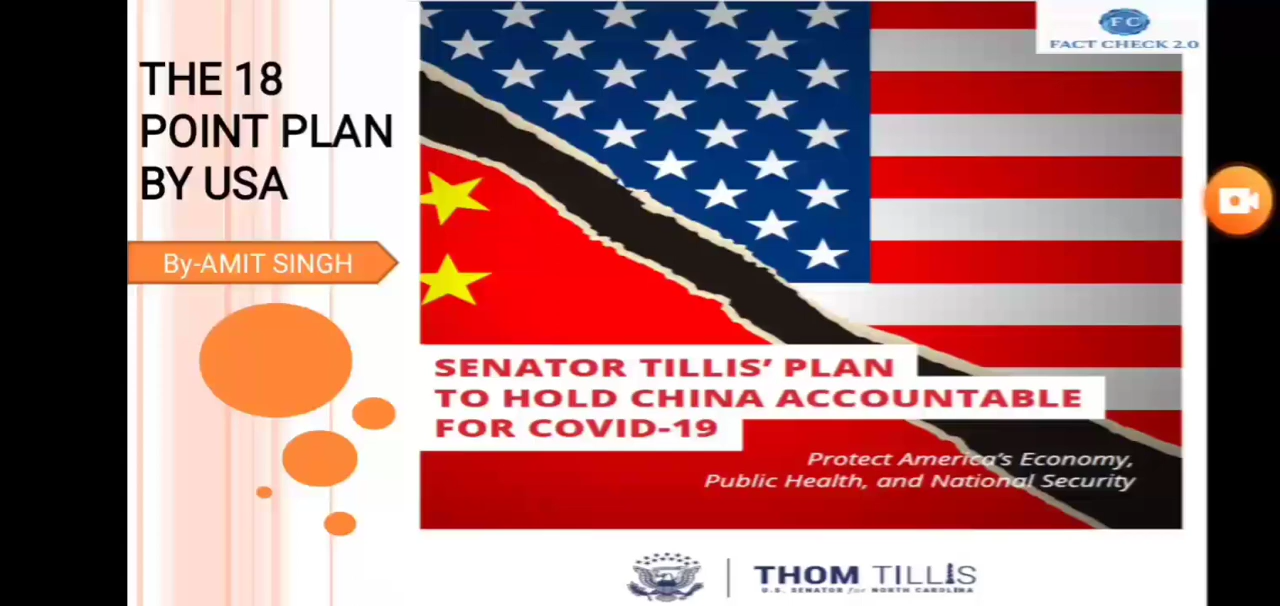 THE 18
POINT PLAN
BY USA
By-AMIT SINGH
FC
FACT CHECK 2.0
SENATOR TILLIS’ PLAN
TO HOLD CHINA ACCOUNTABLE
FOR COVID-19
Protect America’s Economy,
Public Health, and National Security
THOM TILLIS
U.S. SENATOR for NORTH CAROLINA